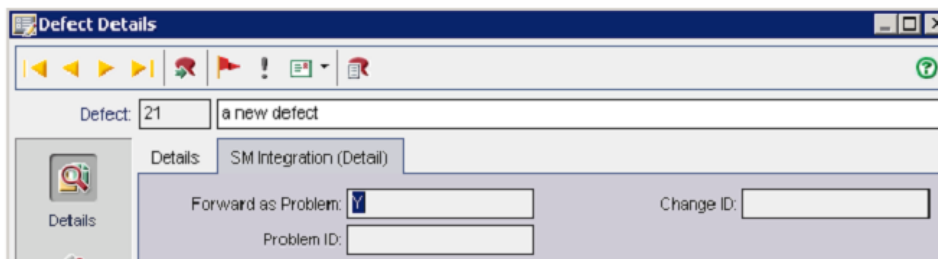 Defect Details
Defect: 21 a new defect
Details SM Integration (Detail)
Forward as Problem: Y Change ID:
Details
Problem ID: